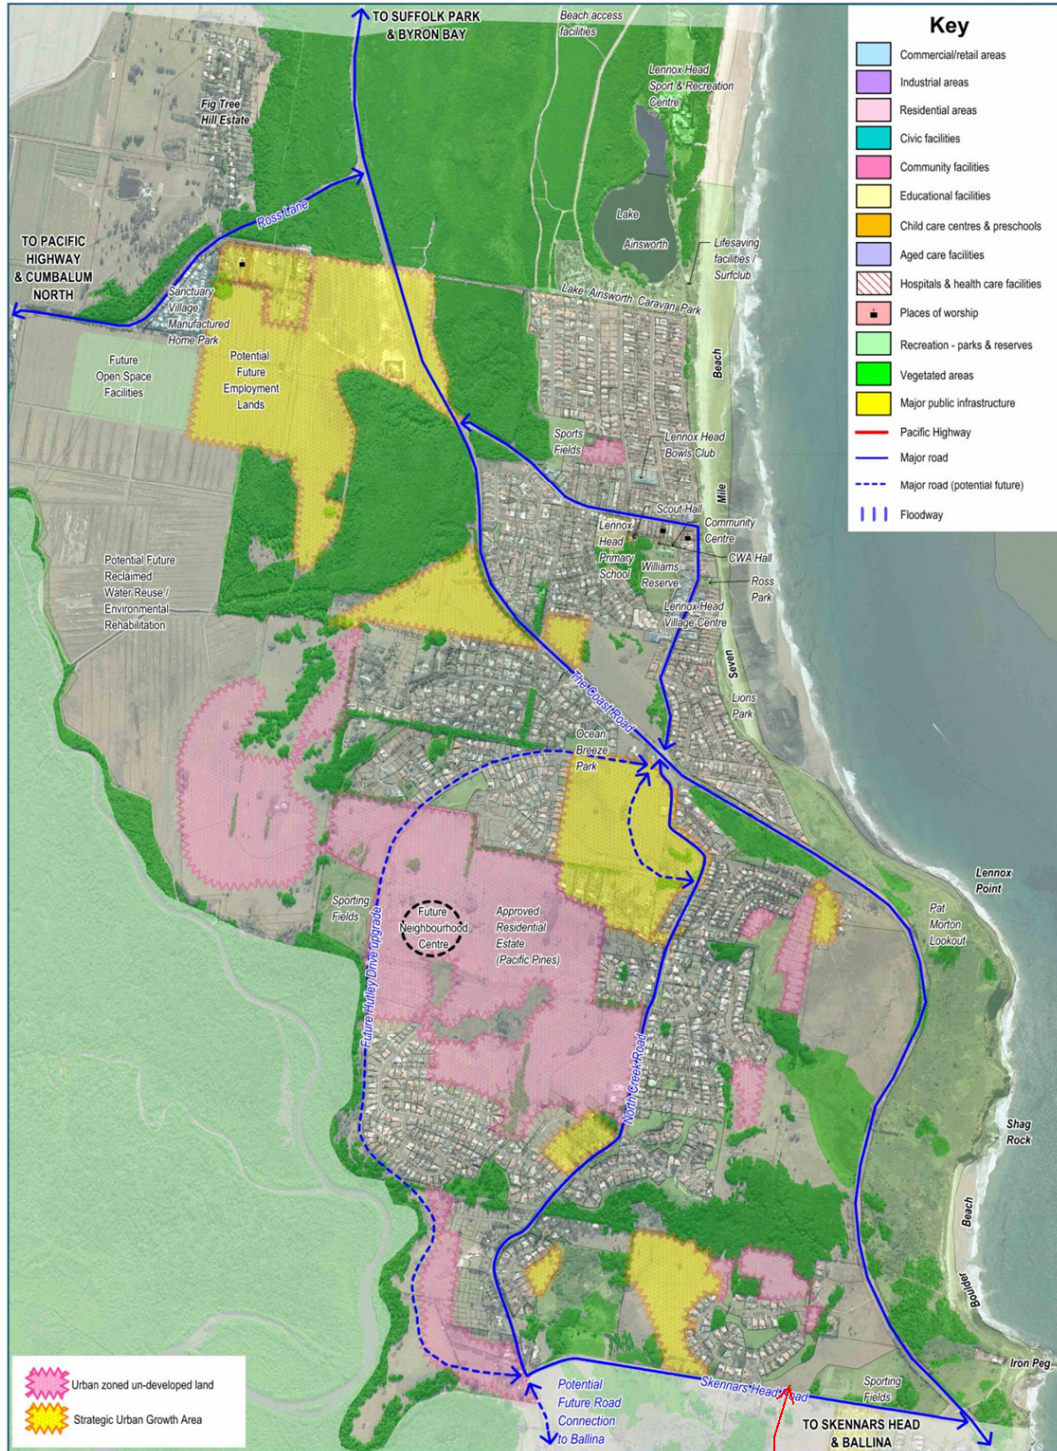 TO SUFFOLK PARK
& BYRON BAY
Beach access
facilities
Lennox Head
Sport & Recreation
Centre
Fig Tree
Hill Estate
Ross Lane
TO PACIFIC
HIGHWAY
& CUMBALUM
NORTH
Lake
Ainsworth
Lifesaving
facilities /
Surfclub
Sanctuary
Village
Manufactured
Home Park
Lake Ainsworth Caravan Park
Future
Open Space
Facilities
Potential
Future
Employment
Lands
Beach
Sports
Fields
Lennox Head
Bowls Club
Mile
Scout Hall
Community
Centre
Lennox
Head
Primary
School
CWA Hall
Williams
Reserve
Ross
Park
Potential Future
Reclaimed
Water Reuse /
Environmental
Rehabilitation
Lennox Head
Village Centre
Seven
The Coast Road
Lions
Park
Ocean
Breeze
Park
Lennox
Point
Sporting
Fields
Future
Neighbourhood
Centre
Approved
Residential
Estate
(Pacific Pines)
Pat
Morton
Lookout
Future Hutley Drive upgrade
North Creek Road
Shag
Rock
Beach
Boulder
Iron Peg
Skennars Head Road
Sporting
Fields
Potential
Future Road
Connection
to Ballina
TO SKENNARS HEAD
& BALLINA
Key
Commercial/retail areas
Industrial areas
Residential areas
Civic facilities
Community facilities
Educational facilities
Child care centres & preschools
Aged care facilities
Hospitals & health care facilities
Places of worship
Recreation - parks & reserves
Vegetated areas
Major public infrastructure
Pacific Highway
Major road
Major road (potential future)
Floodway
Urban zoned un-developed land
Strategic Urban Growth Area